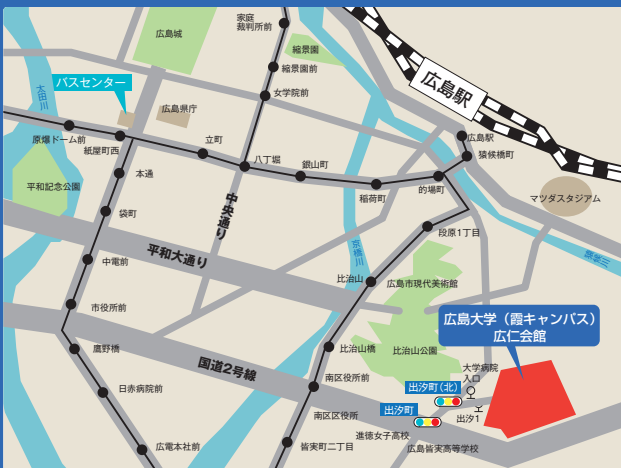 家庭
裁判所前
広島城
縮景園
縮景園前
広島駅
太田川
バスセンター
女学院前
広島県庁
原爆ドーム前
紙屋町西
立町
八丁堀
銀山町
広島駅
猿候橋町
本通
稲荷町
的場町
平和記念公園
袋町
中央通り
マツダスタジアム
段原1丁目
平和大通り
京橋川
中電前
比治山
広島市現代美術館
市役所前
広島大学（霞キャンパス）
広仁会館
鷹野橋
比治山橋
比治山公園
国道2号線
大学病院
入口
日赤病院前
南区役所前
出汐町(北)
出汐町
出汐1
南区区役所
進徳女子高校
広電本社前
皆実町二丁目
広島皆実高等学校